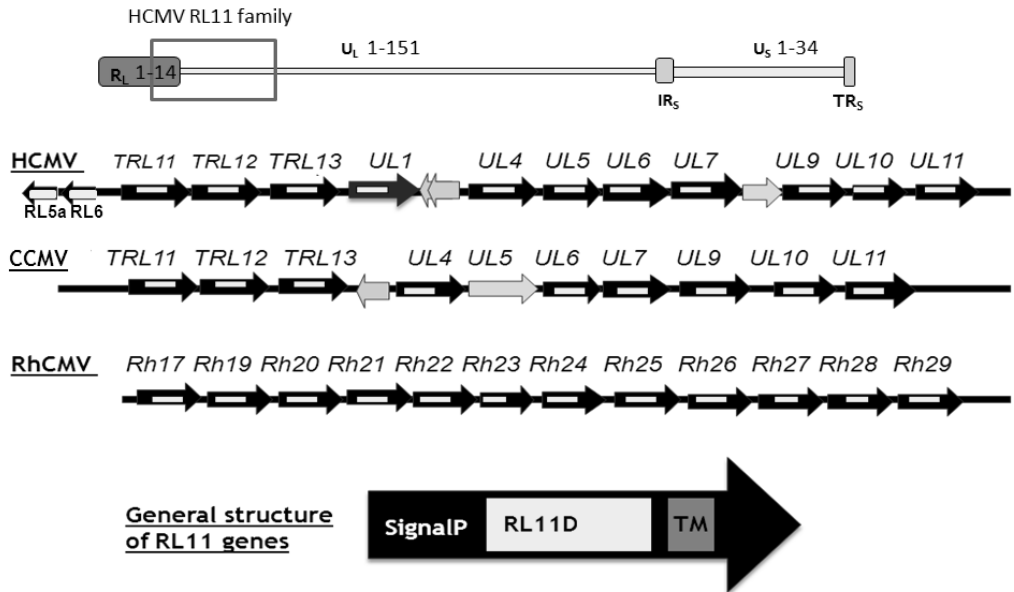 HCMV RL11 family
UL 1-151
US 1-34
RL 1-14
IRS
TRS
HCMV TRL11 TRL12 TRL13 UL1 UL4 UL5 UL6 UL7 UL9 UL10 UL11
RL5a RL6
CCMV TRL11 TRL12 TRL13 UL4 UL5 UL6 UL7 UL9 UL10 UL11
RhCMV Rh17 Rh19 Rh20 Rh21 Rh22 Rh23 Rh24 Rh25 Rh26 Rh27 Rh28 Rh29
General structure
of RL11 genes
SignalP RL11D TM